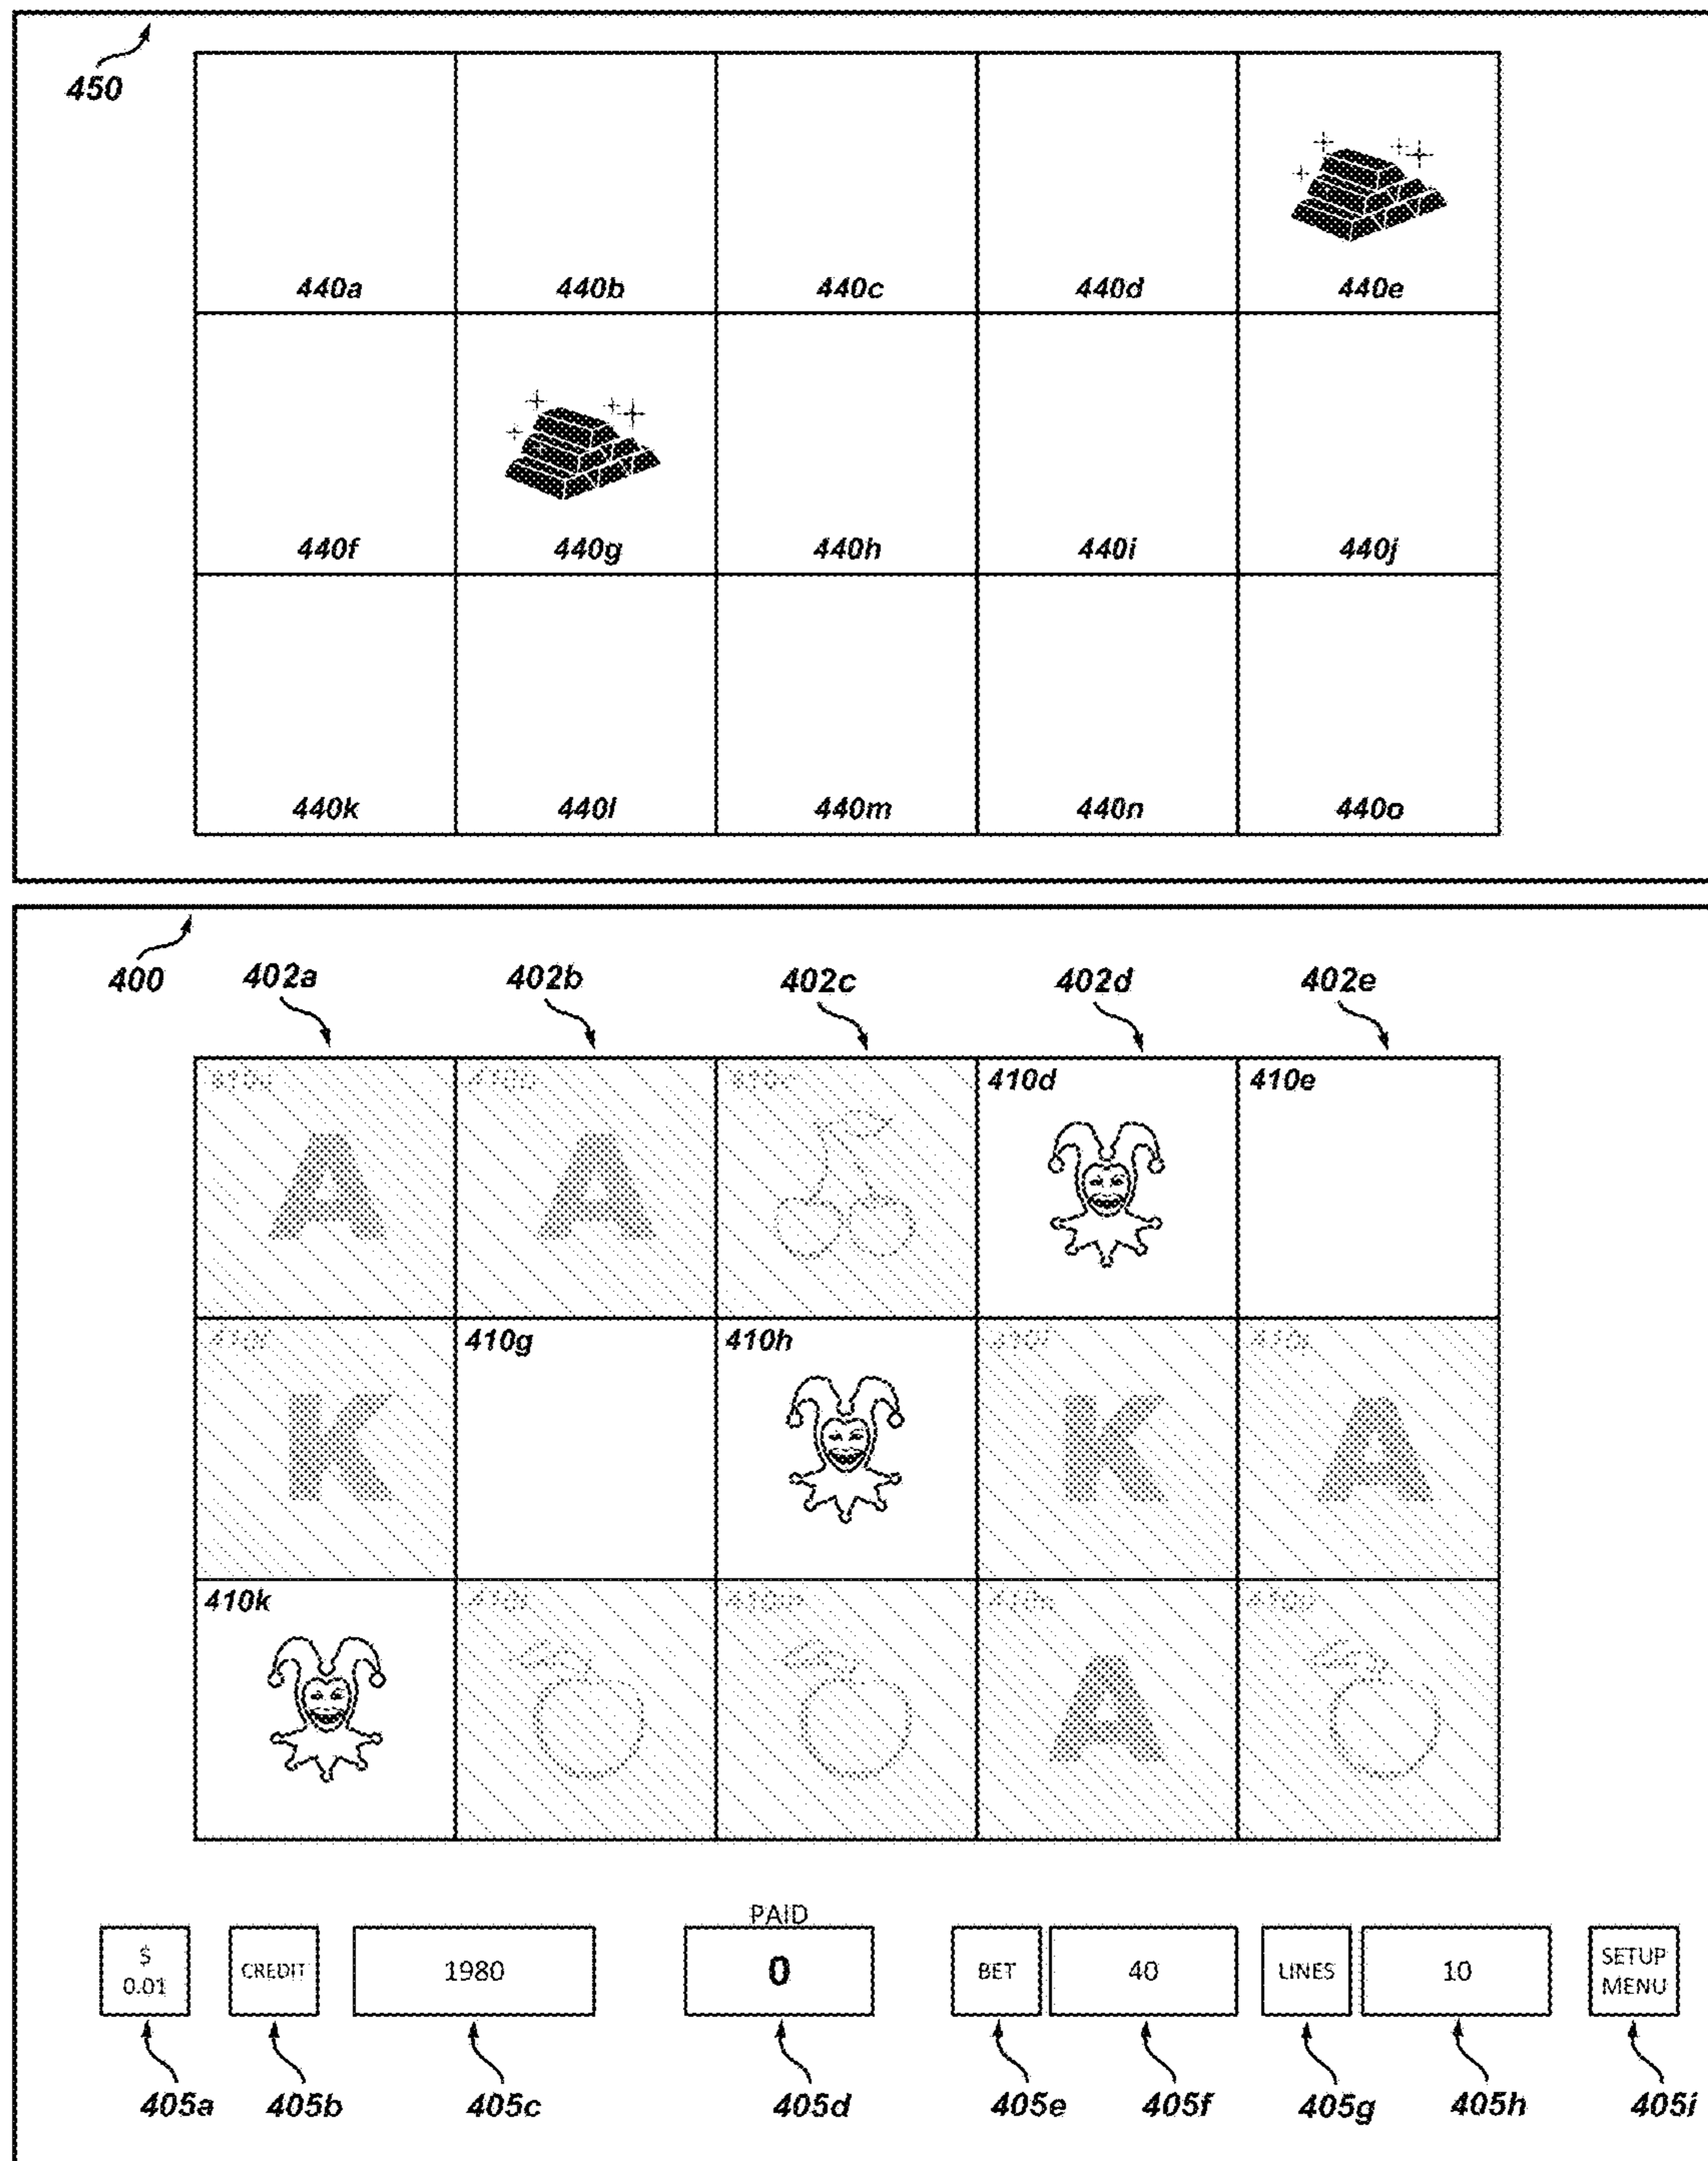 450
440a 440b 440c 440d 440e
440f 440g 440h 440i 440j
440k 440l 440m 440n 440o
400 402a 402b 402c 402d 402e
410d 410e
A A
410g 410h
K K A
410k
A
PAID
$ 0.01 CREDIT 1980 0 BET 40 LINES 10 SETUP MENU
405a 405b 405c 405d 405e 405f 405g 405h 405i